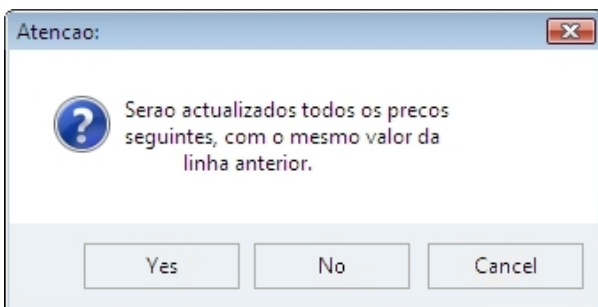 Atencao:
Serao actualizados todos os precos
seguintes, com o mesmo valor da
linha anterior.
Yes No Cancel